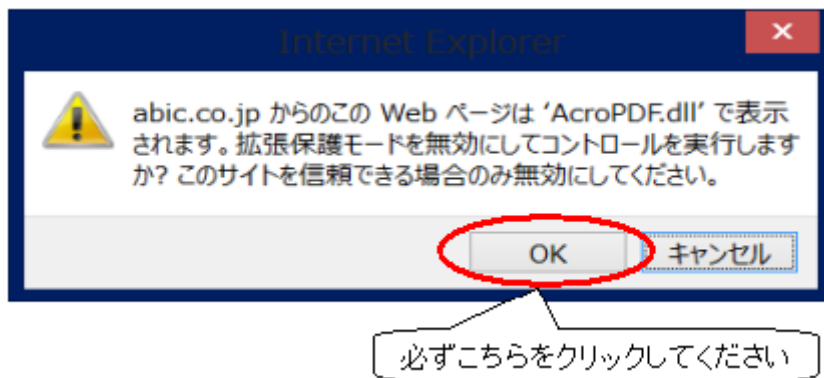 Internet Explorer
abic.co.jp からのこの Web ページは 'AcroPDF.dll' で表示
されます。拡張保護モードを無効にしてコントロールを実行します
か? このサイトを信頼できる場合のみ無効にしてください。
OK キャンセル
必ずこちらをクリックしてください